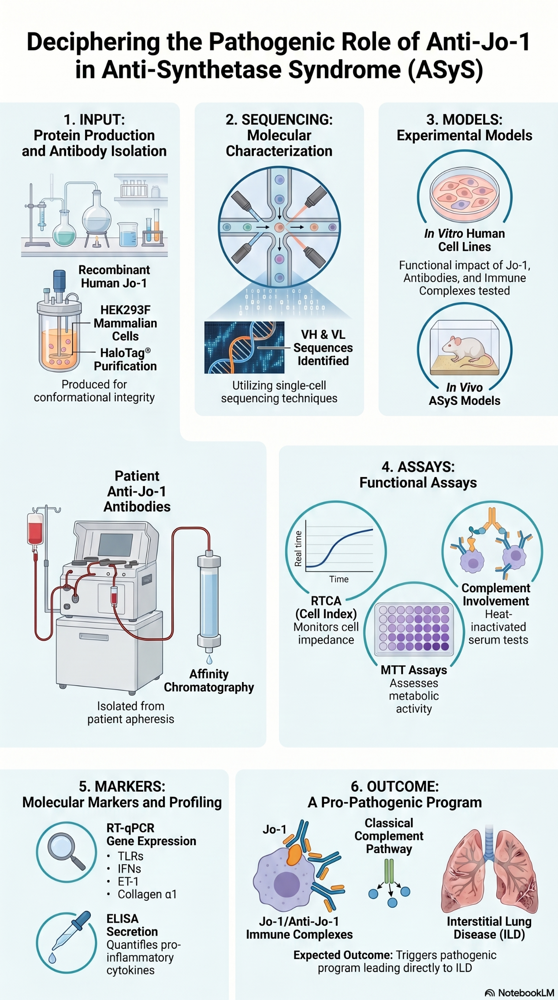 Deciphering the Pathogenic Role of Anti-Jo-1
in Anti-Synthetase Syndrome (ASyS)
1. INPUT:
Protein Production
and Antibody Isolation
Recombinant
Human Jo-1
HEK293F
Mammalian
Cells
HaloTag®
Purification
Produced for
conformational integrity
Patient
Anti-Jo-1
Antibodies
Affinity
Chromatography
Isolated from
patient apheresis
2. SEQUENCING:
Molecular
Characterization
VH & VL
Sequences
Identified
Utilizing single-cell
sequencing techniques
3. MODELS:
Experimental Models
In Vitro Human
Cell Lines
Functional impact of Jo-1,
Antibodies, and Immune
Complexes tested
In Vivo
ASyS Models
4. ASSAYS:
Functional Assays
Real time
Time
RTCA
(Cell Index)
Monitors cell
impedance
MTT Assays
Assesses
metabolic
activity
Complement
Involvement
Heat-
inactivated
serum tests
5. MARKERS:
Molecular Markers and Profiling
RT-qPCR
Gene Expression
• TLRs
• IFNs
• ET-1
• Collagen α1
ELISA
Secretion
Quantifies pro-
inflammatory
cytokines
6. OUTCOME:
A Pro-Pathogenic Program
Jo-1
Jo-1/Anti-Jo-1
Immune Complexes
Classical
Complement
Pathway
Interstitial Lung
Disease (ILD)
Expected Outcome: Triggers pathogenic
program leading directly to ILD
NotebookLM